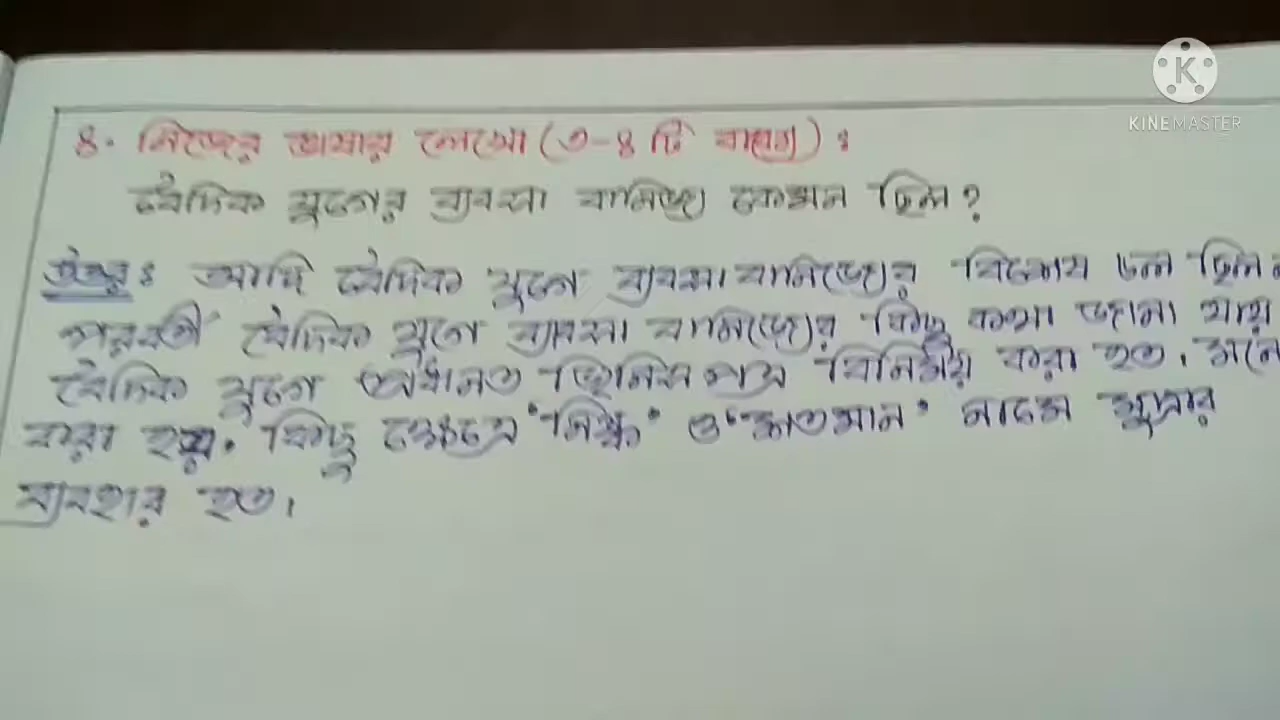 KINEMASTER
৪. নিজের ভাষায় লেখো (৩-৪ টি বাক্যে) :
বৈদিক যুগের ব্যবসা বানিজ্য কেমন ছিল?
উত্তর : আদি বৈদিক যুগে ব্যবসা বানিজ্যের বিশেষ চল ছিল
পরবর্তী বৈদিক যুগে ব্যবসা বানিজ্যের কিছু কথা জানা যায়
বৈদিক যুগে প্রধানত জিনিস পত্র বিনিময় করা হত। মনে
করা হয়. কিছু ক্ষেত্রে 'নিষ্ক' ও 'শতমান' নামে মুদ্রার
ব্যবহার হত।